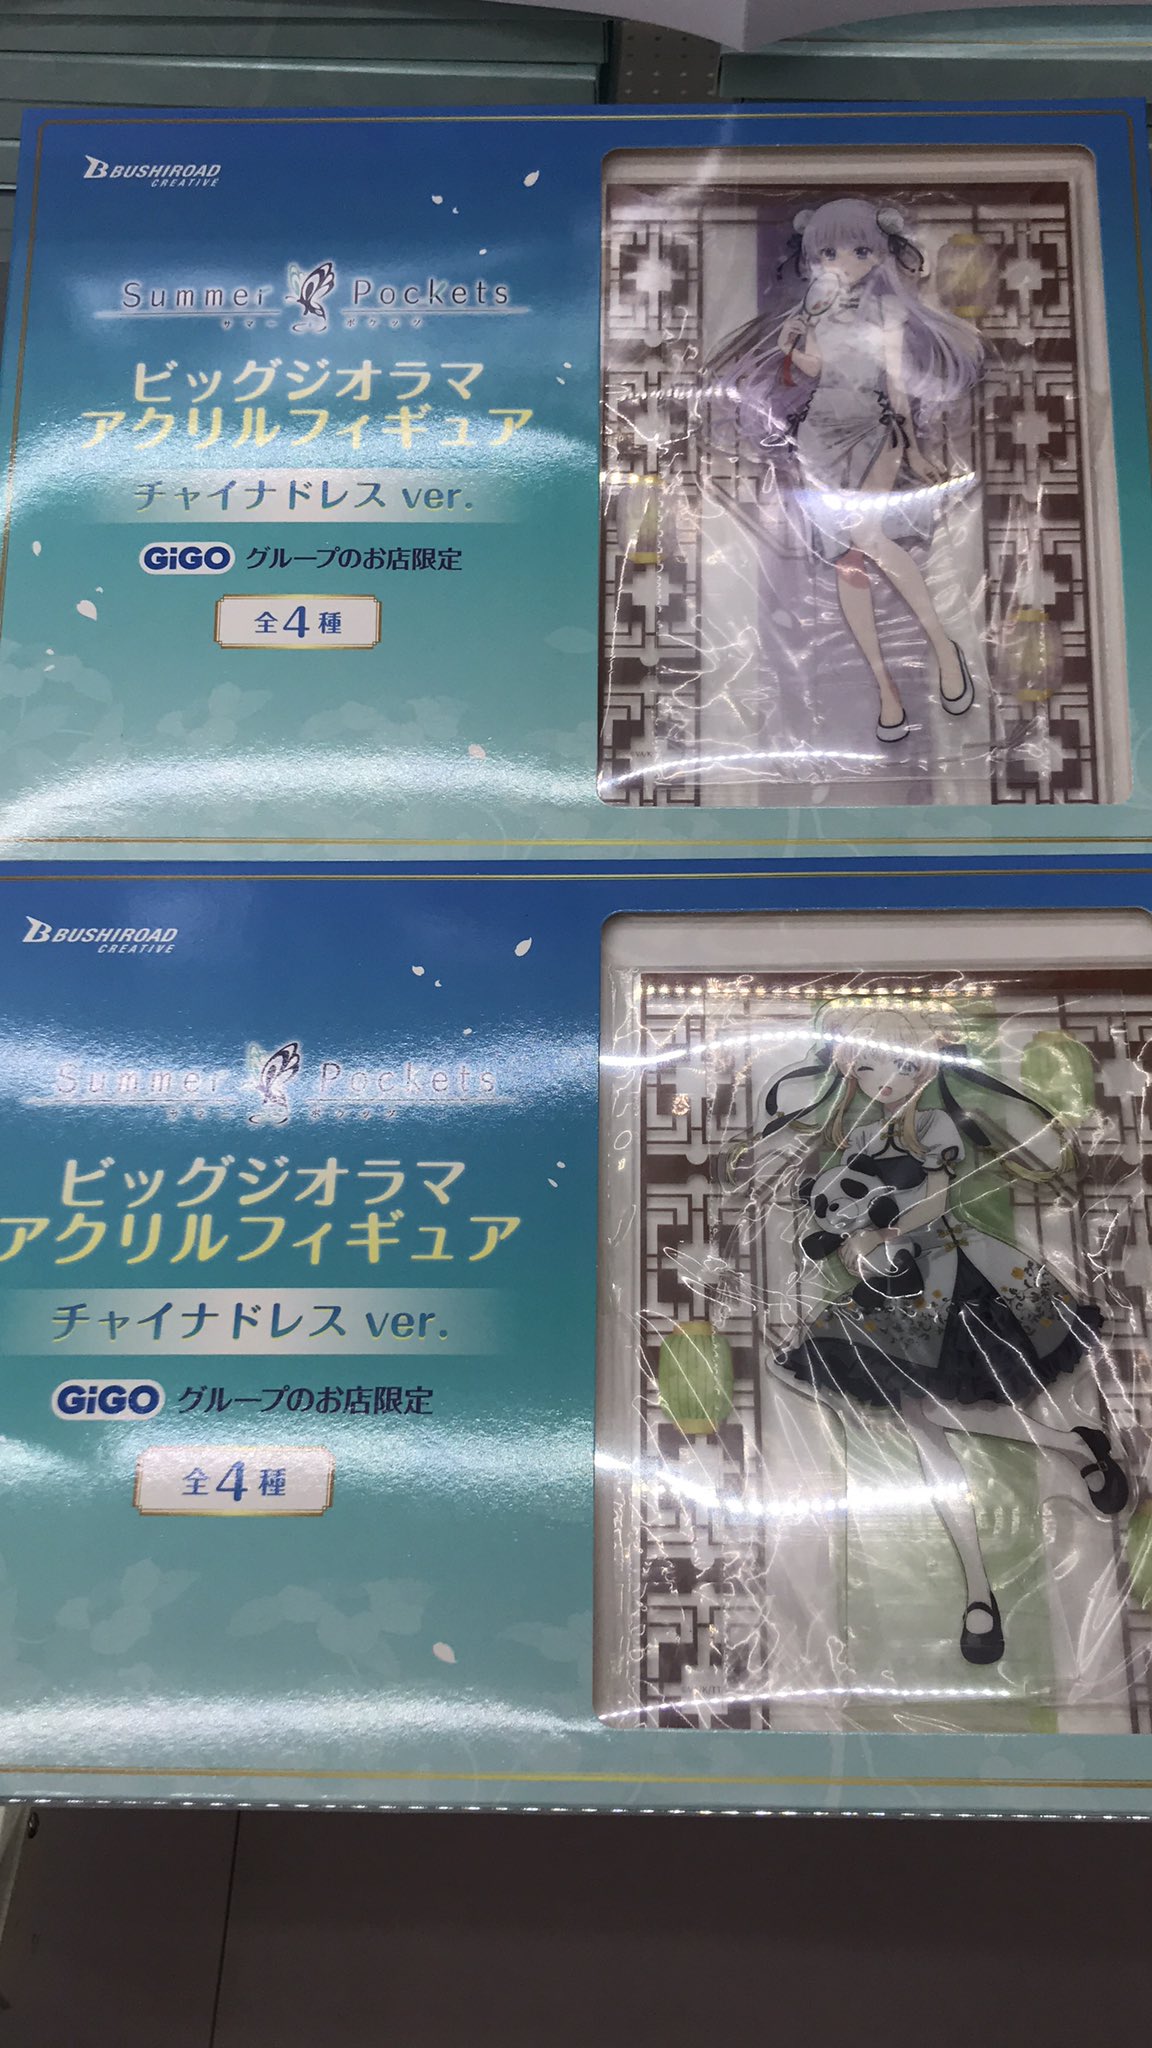 BUSHIROAD
CREATIVE
Summer Pockets
サマー ポケッツ
ビッグジオラマ
アクリルフィギュア
チャイナドレス ver.
GiGO グループのお店限定
全4種
BUSHIROAD
CREATIVE
Summer Pockets
サマー ポケッツ
ビッグジオラマ
アクリルフィギュア
チャイナドレス ver.
GiGO グループのお店限定
全4種